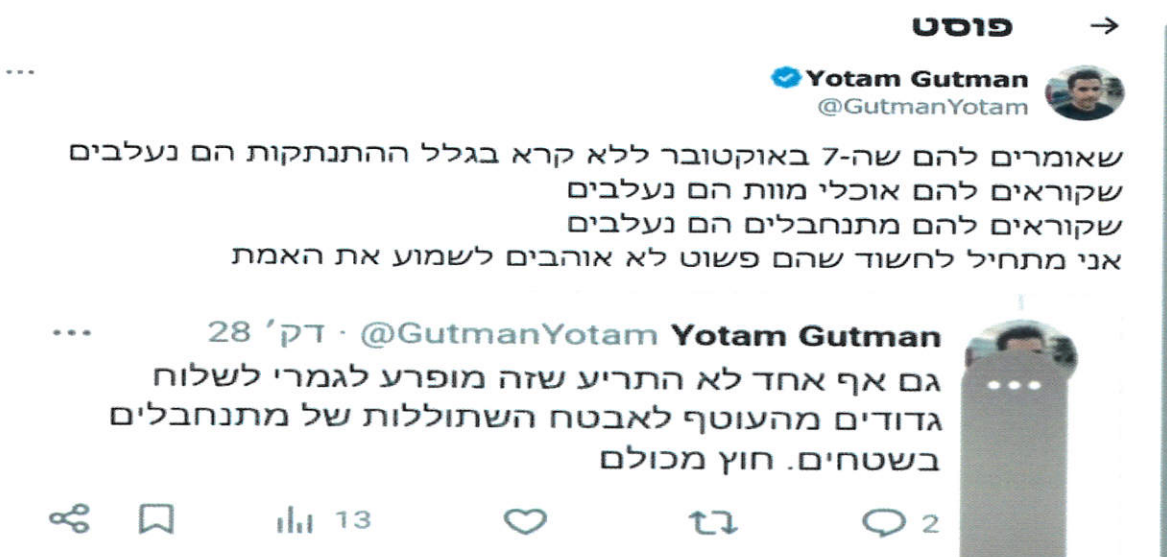 פוסט
Yotam Gutman
@GutmanYotam
שאומרים להם שה-7 באוקטובר ללא קרא בגלל ההתנתקות הם נעלבים
שקוראים להם אוכלי מוות הם נעלבים
שקוראים להם מתנחבלים הם נעלבים
אני מתחיל לחשוד שהם פשוט לא אוהבים לשמוע את האמת
Yotam Gutman @GutmanYotam · 28 דק׳
גם אף אחד לא התריע שזה מופרע לגמרי לשלוח
גדודים מהעוטף לאבטח השתוללות של מתנחבלים
בשטחים. חוץ מכולם
2 13